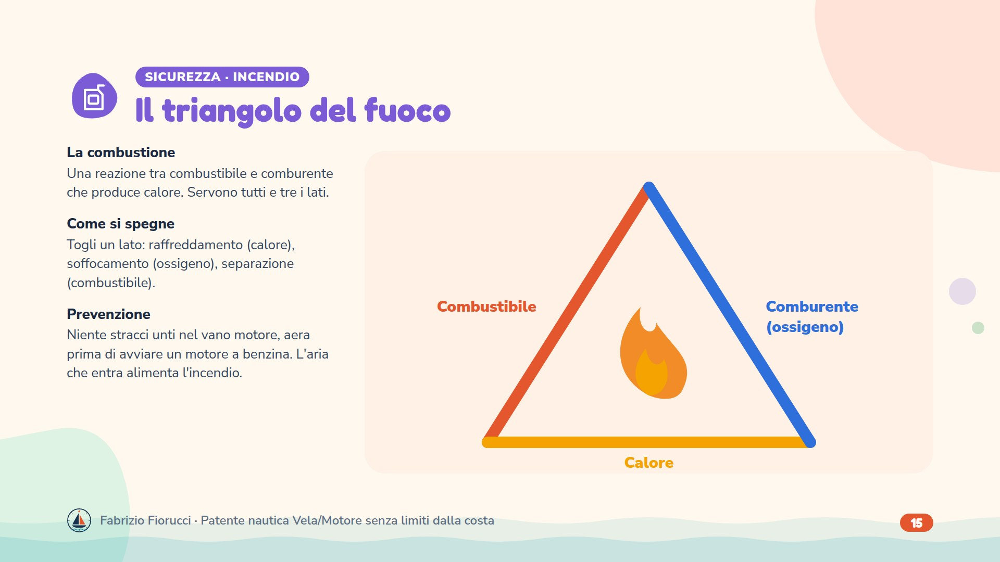 SICUREZZA · INCENDIO
Il triangolo del fuoco
La combustione
Una reazione tra combustibile e comburente
che produce calore. Servono tutti e tre i lati.
Come si spegne
Togli un lato: raffreddamento (calore),
soffocamento (ossigeno), separazione
(combustibile).
Prevenzione
Niente stracci unti nel vano motore, aera
prima di avviare un motore a benzina. L'aria
che entra alimenta l'incendio.
Combustibile
Comburente
(ossigeno)
Calore
Fabrizio Fiorucci · Patente nautica Vela/Motore senza limiti dalla costa
15